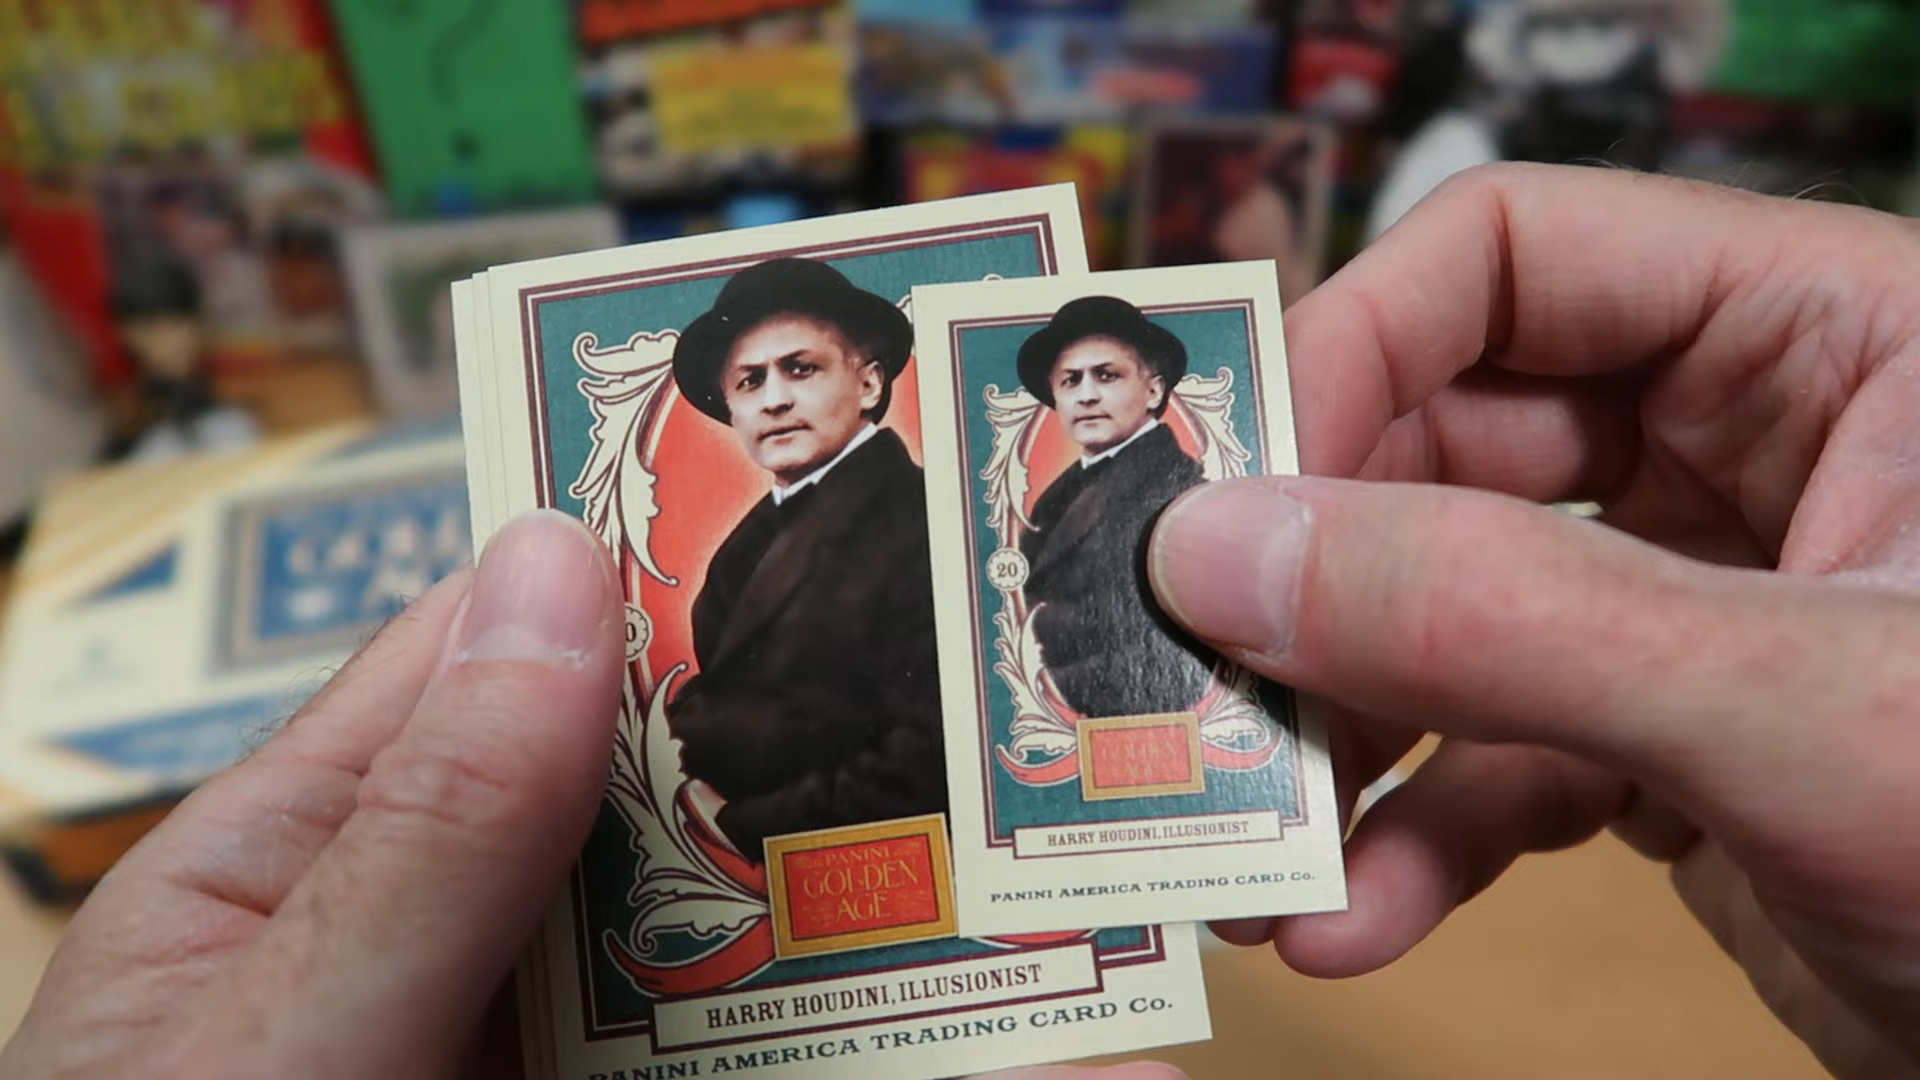 0
PANINI
GOLDEN
AGE
HARRY HOUDINI, ILLUSIONIST
PANINI AMERICA TRADING CARD Co.
20
GOLDEN
AGE
HARRY HOUDINI, ILLUSIONIST
PANINI AMERICA TRADING CARD Co.